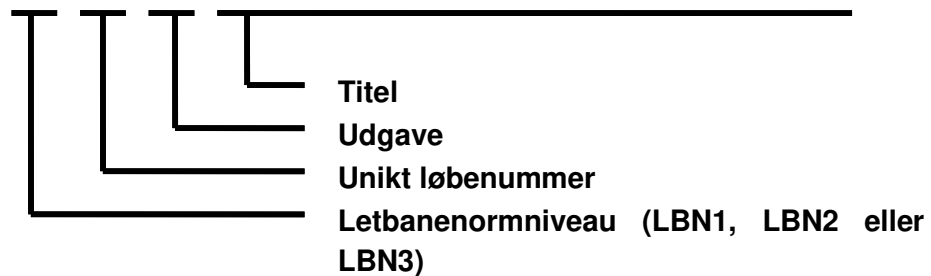 Titel
Udgave
Unikt løbenummer
Letbanenormniveau (LBN1, LBN2 eller
LBN3)